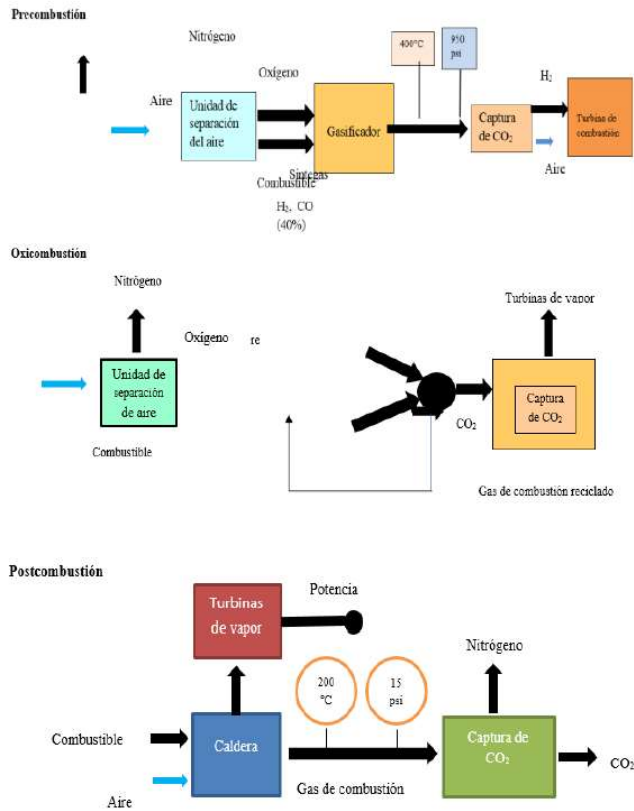 Precombustión
Nitrógeno
400°C
950
psi
Aire
Oxígeno
H₂
Unidad de
separación
del aire
Gasificador
Captura
de CO₂
Turbina de
combustión
Sintegas
Combustible
Aire
H₂, CO
(40%)
Oxicombustión
Nitrógeno
Turbinas de vapor
Oxígeno re
Unidad de
separación
de aire
Captura
de CO₂
CO₂
Combustible
Gas de combustión reciclado
Postcombustión
Turbinas
de vapor
Potencia
Nitrógeno
200
°C
15
psi
Combustible
Caldera
Captura de
CO₂
CO₂
Gas de combustión
Aire